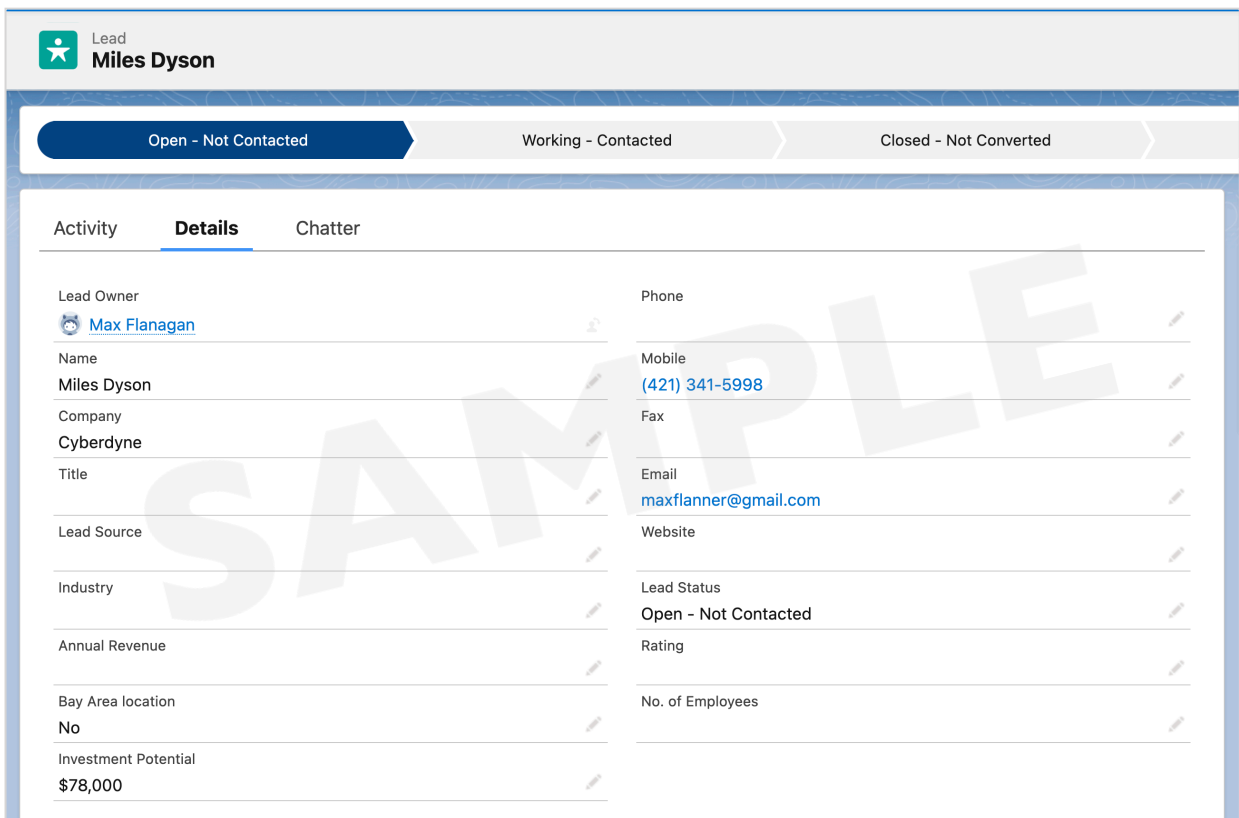 Lead
Miles Dyson
Open - Not Contacted
Working - Contacted
Closed - Not Converted
Activity
Details
Chatter
Lead Owner
Max Flanagan
Name
Miles Dyson
Company
Cyberdyne
Title
Lead Source
Industry
Annual Revenue
Bay Area location
No
Investment Potential
$78,000
Phone
Mobile
(421) 341-5998
Fax
Email
maxflanner@gmail.com
Website
Lead Status
Open - Not Contacted
Rating
No. of Employees
SAMPLE